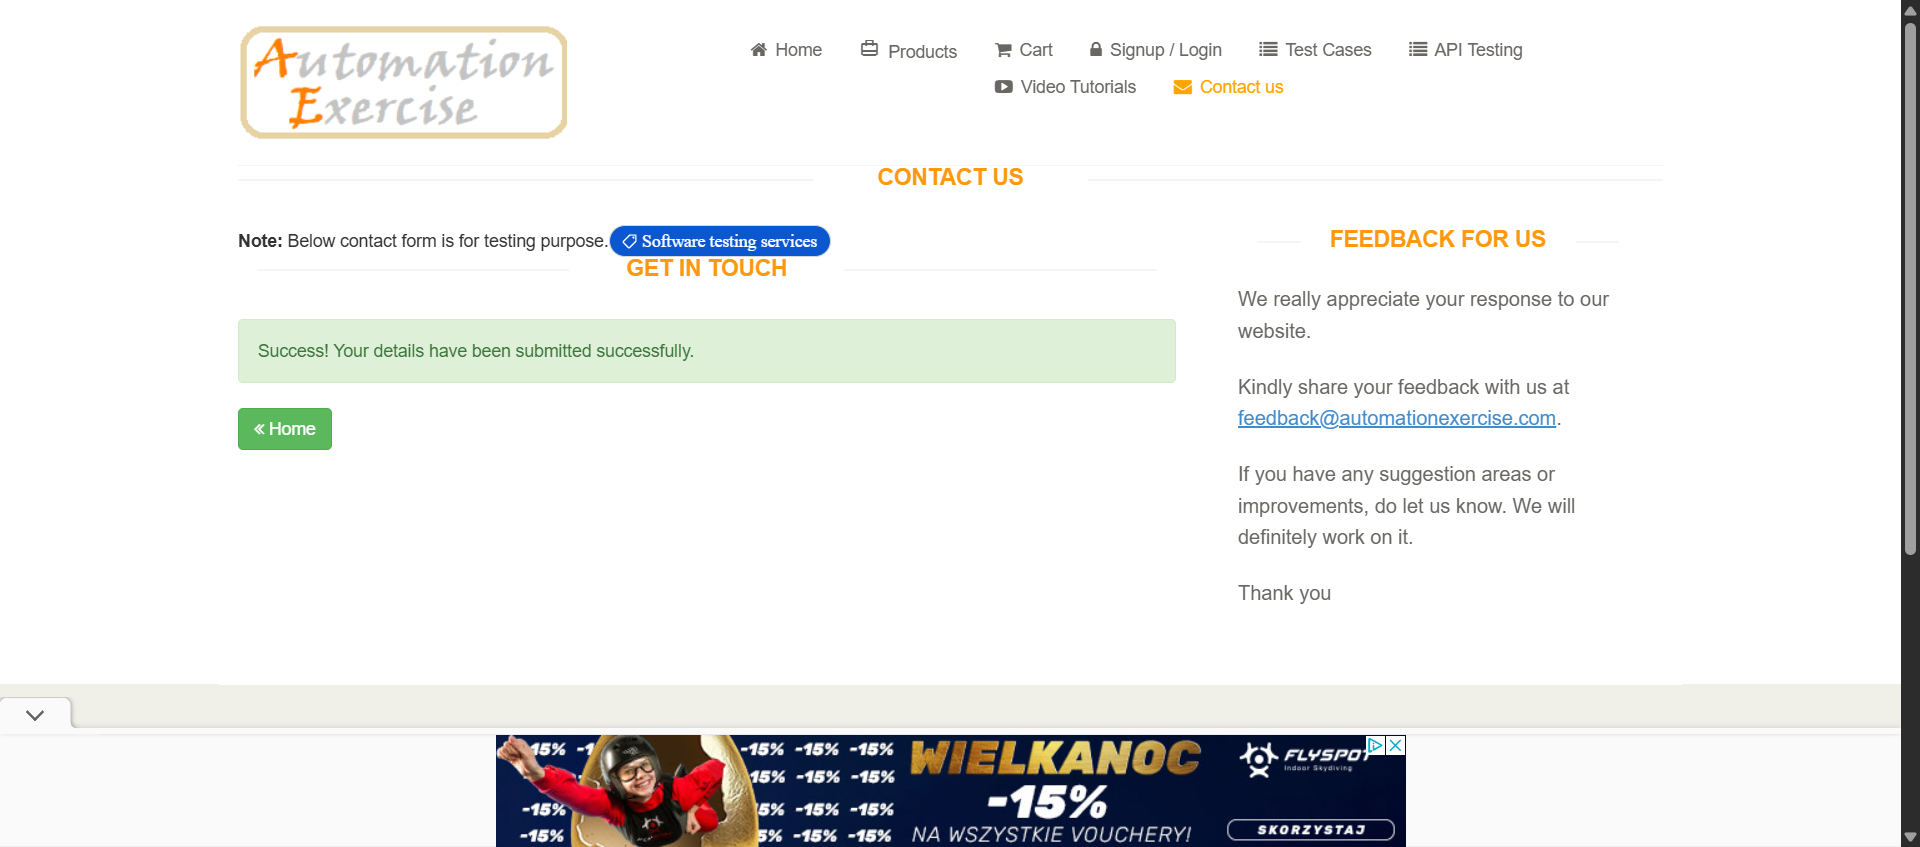 Automation
Exercise
Home
Products
Cart
Signup / Login
Test Cases
API Testing
Video Tutorials
Contact us
CONTACT US
Note: Below contact form is for testing purpose.
Software testing services
GET IN TOUCH
Success! Your details have been submitted successfully.
Home
FEEDBACK FOR US
We really appreciate your response to our
website.
Kindly share your feedback with us at
feedback@automationexercise.com.
If you have any suggestion areas or
improvements, do let us know. We will
definitely work on it.
Thank you
-15% -1
-15% -15% -15%
15% -15% -15%
-15%
5% -15% -15%
-15%
5% -15% -15%
WIELKANOC
-15%
NA WSZYSTKIE VOUCHERY!
FLYSPOT
Indoor Skydiving
SKORZYSTAJ